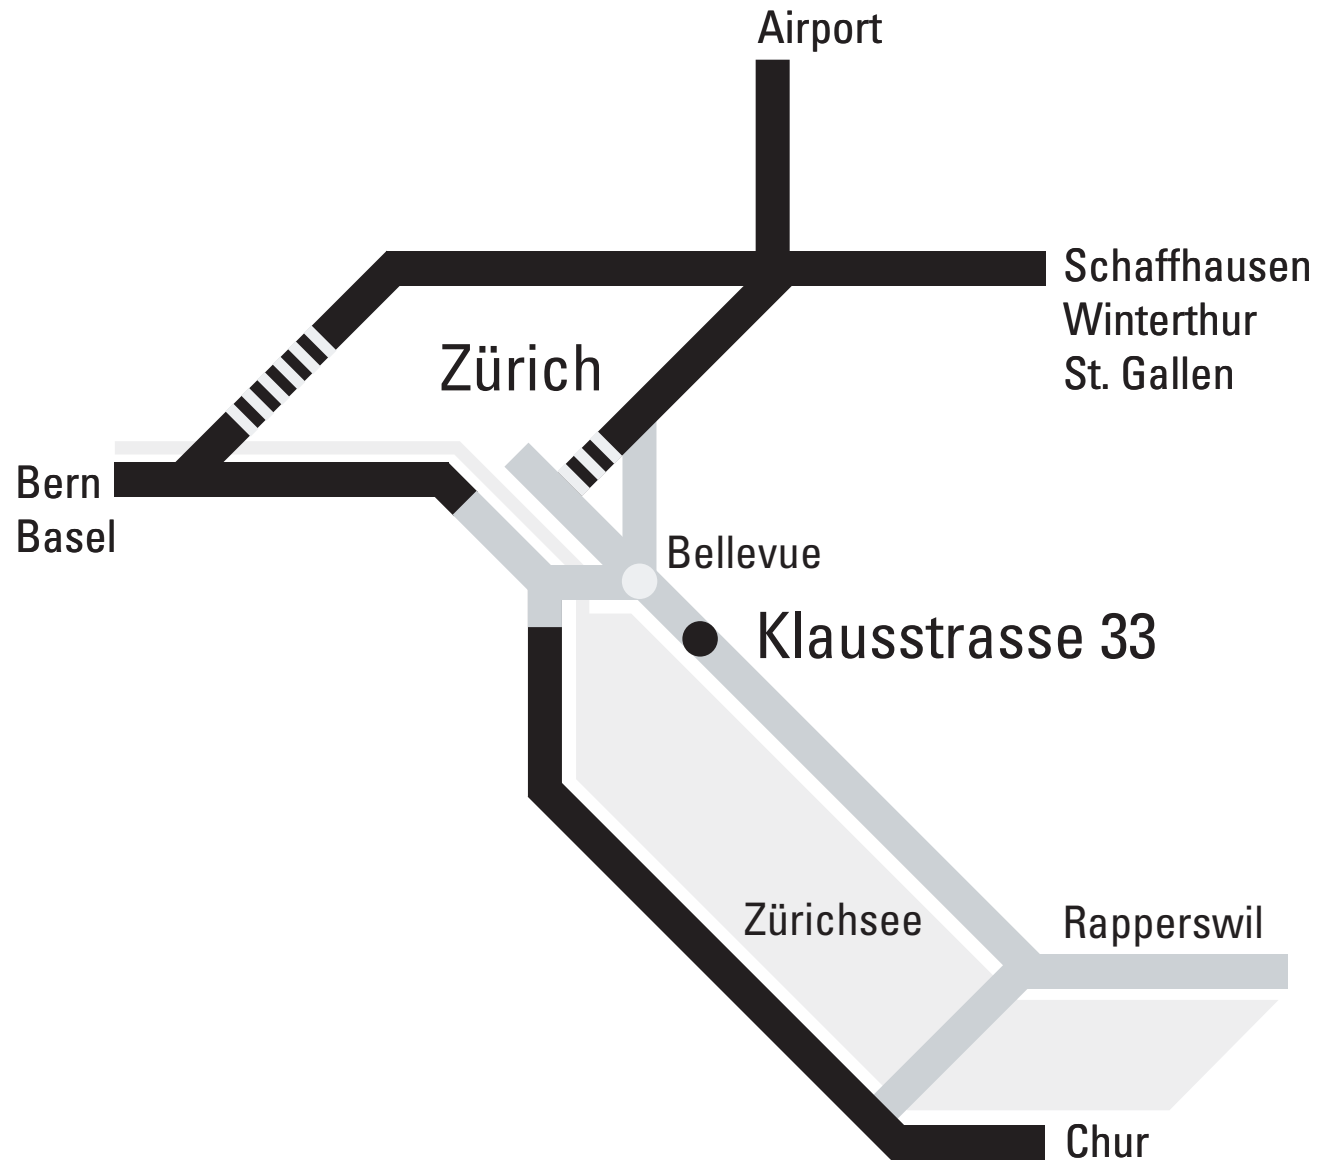 Airport
Schaffhausen
Winterthur
St. Gallen
Zürich
Bern
Basel
Bellevue
Klausstrasse 33
Zürichsee
Rapperswil
Chur